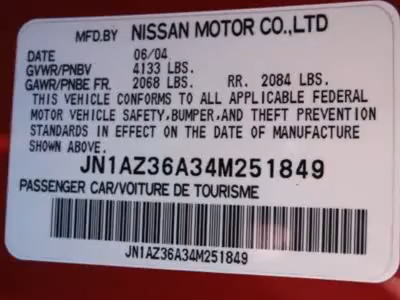 MFD.BY NISSAN MOTOR CO.,LTD
DATE 06/04
GVWR/PNBV 4133 LBS.
GAWR/PNBE FR. 2068 LBS. RR. 2084 LBS.
THIS VEHICLE CONFORMS TO ALL APPLICABLE FEDERAL
MOTOR VEHICLE SAFETY, BUMPER, AND THEFT PREVENTION
STANDARDS IN EFFECT ON THE DATE OF MANUFACTURE
SHOWN ABOVE.
JN1AZ36A34M251849
PASSENGER CAR/VOITURE DE TOURISME
JN1AZ36A34M251849